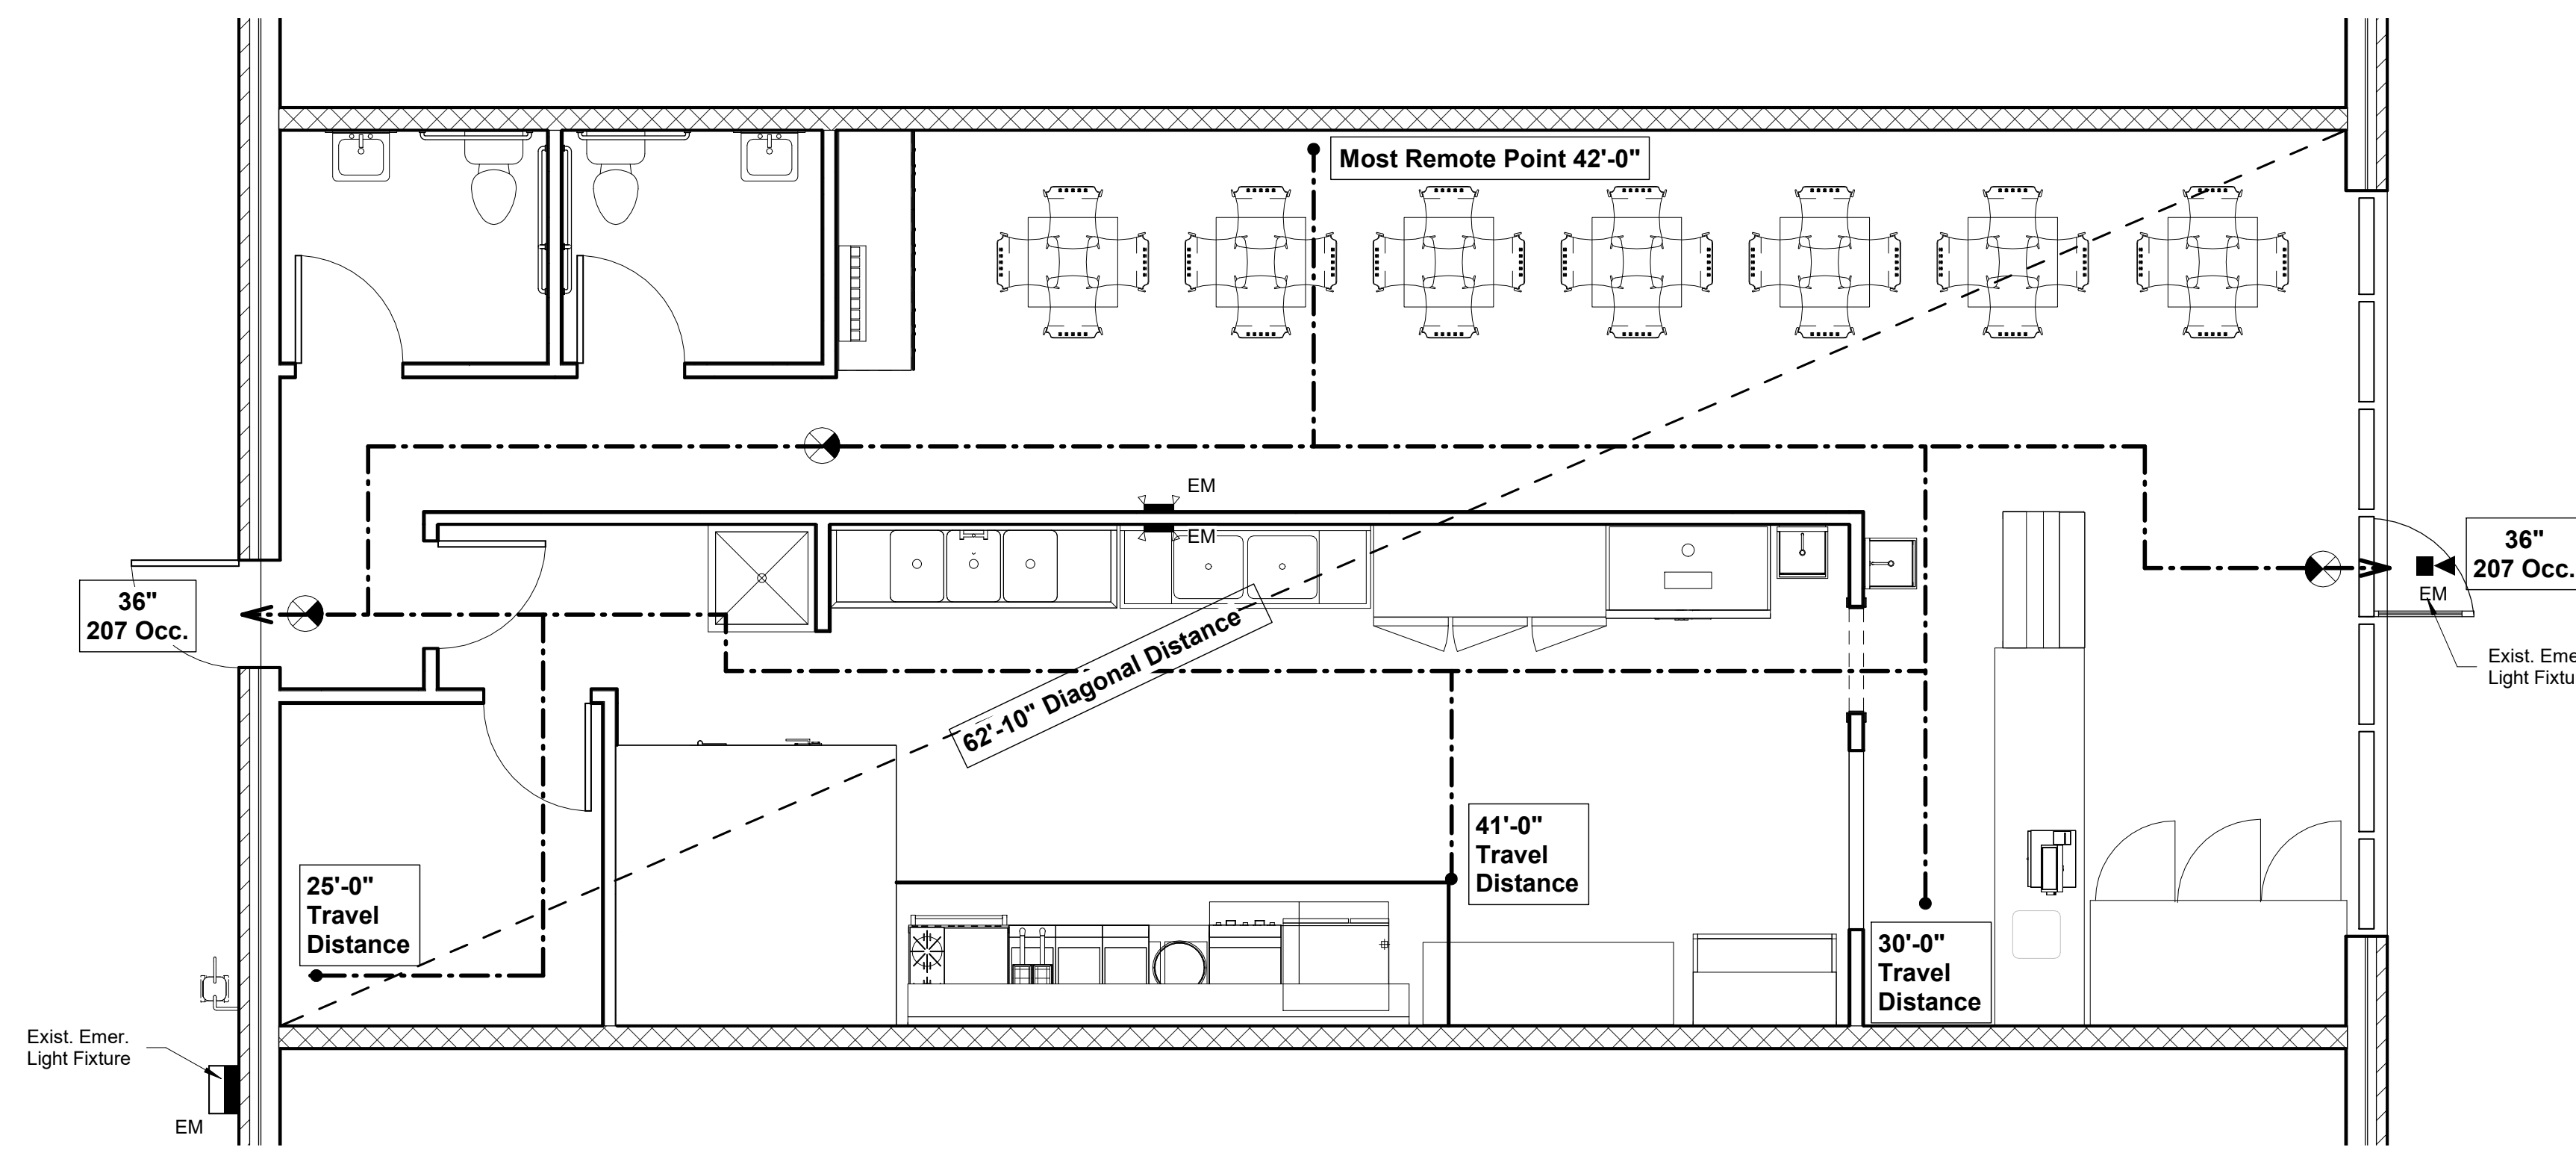 Most Remote Point 42'-0"
EM
EM
36"
207 Occ.
36"
207 Occ.
EM
Exist. Eme
Light Fixtu
62'-10" Diagonal Distance
41'-0"
Travel
Distance
25'-0"
Travel
Distance
30'-0"
Travel
Distance
Exist. Emer.
Light Fixture
EM